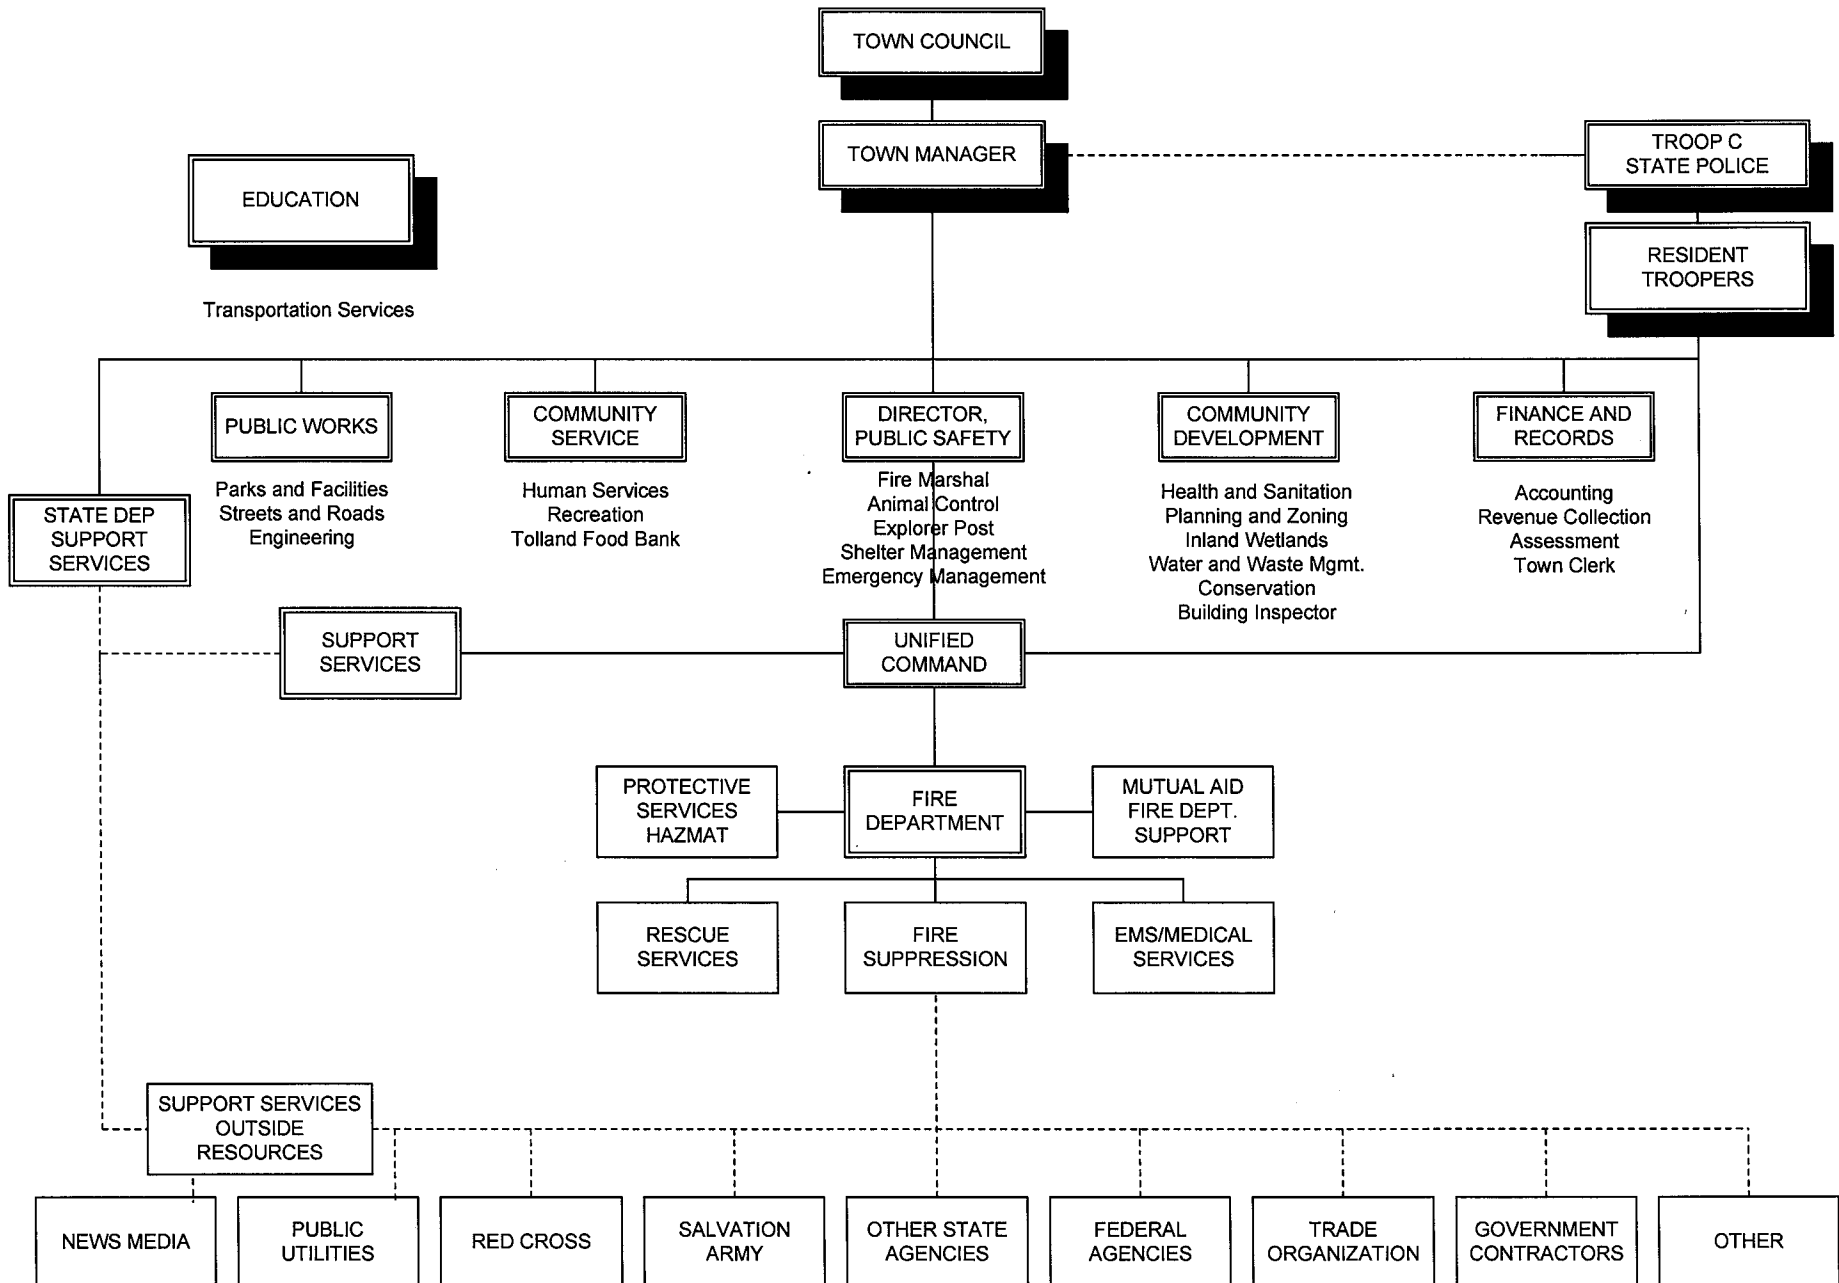 TOWN COUNCIL
TOWN MANAGER
TROOP C
STATE POLICE
EDUCATION
RESIDENT
TROOPERS
Transportation Services
PUBLIC WORKS
Parks and Facilities
Streets and Roads
Engineering
COMMUNITY
SERVICE
Human Services
Recreation
Tolland Food Bank
DIRECTOR,
PUBLIC SAFETY
Fire Marshal
Animal Control
Explorer Post
Shelter Management
Emergency Management
COMMUNITY
DEVELOPMENT
Health and Sanitation
Planning and Zoning
Inland Wetlands
Water and Waste Mgmt.
Conservation
Building Inspector
FINANCE AND
RECORDS
Accounting
Revenue Collection
Assessment
Town Clerk
STATE DEP
SUPPORT
SERVICES
SUPPORT
SERVICES
UNIFIED
COMMAND
PROTECTIVE
SERVICES
HAZMAT
FIRE
DEPARTMENT
MUTUAL AID
FIRE DEPT.
SUPPORT
RESCUE
SERVICES
FIRE
SUPPRESSION
EMS/MEDICAL
SERVICES
SUPPORT SERVICES
OUTSIDE
RESOURCES
NEWS MEDIA
PUBLIC
UTILITIES
RED CROSS
SALVATION
ARMY
OTHER STATE
AGENCIES
FEDERAL
AGENCIES
TRADE
ORGANIZATION
GOVERNMENT
CONTRACTORS
OTHER